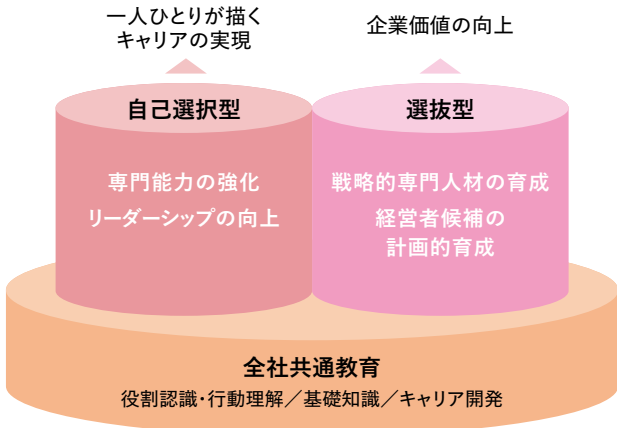 一人ひとりが描く
キャリアの実現
企業価値の向上
自己選択型
選抜型
専門能力の強化
リーダーシップの向上
戦略的専門人材の育成
経営者候補の
計画的育成
全社共通教育
役割認識・行動理解／基礎知識／キャリア開発